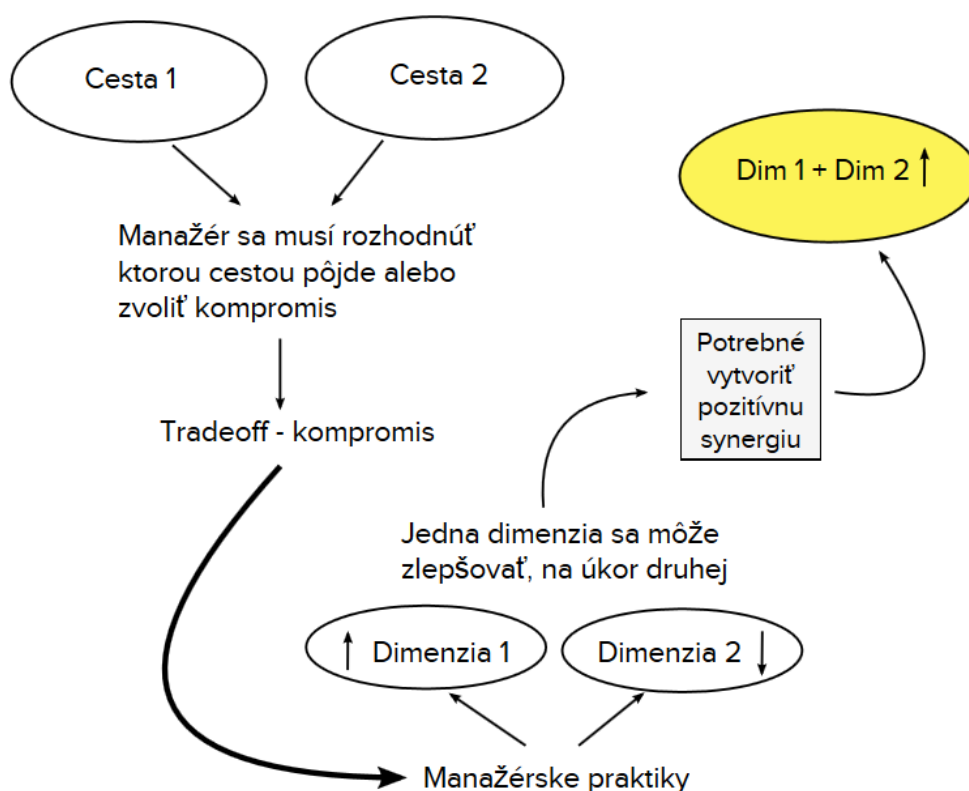 Cesta 1
Cesta 2
Manažér sa musí rozhodnúť
ktorou cestou pôjde alebo
zvoliť kompromis
Tradeoff - kompromis
Manažérske praktiky
Dimenzia 1
Dimenzia 2
Jedna dimenzia sa môže
zlepšovať, na úkor druhej
Potrebné
vytvoriť
pozitívnu
synergiu
Dim 1 + Dim 2